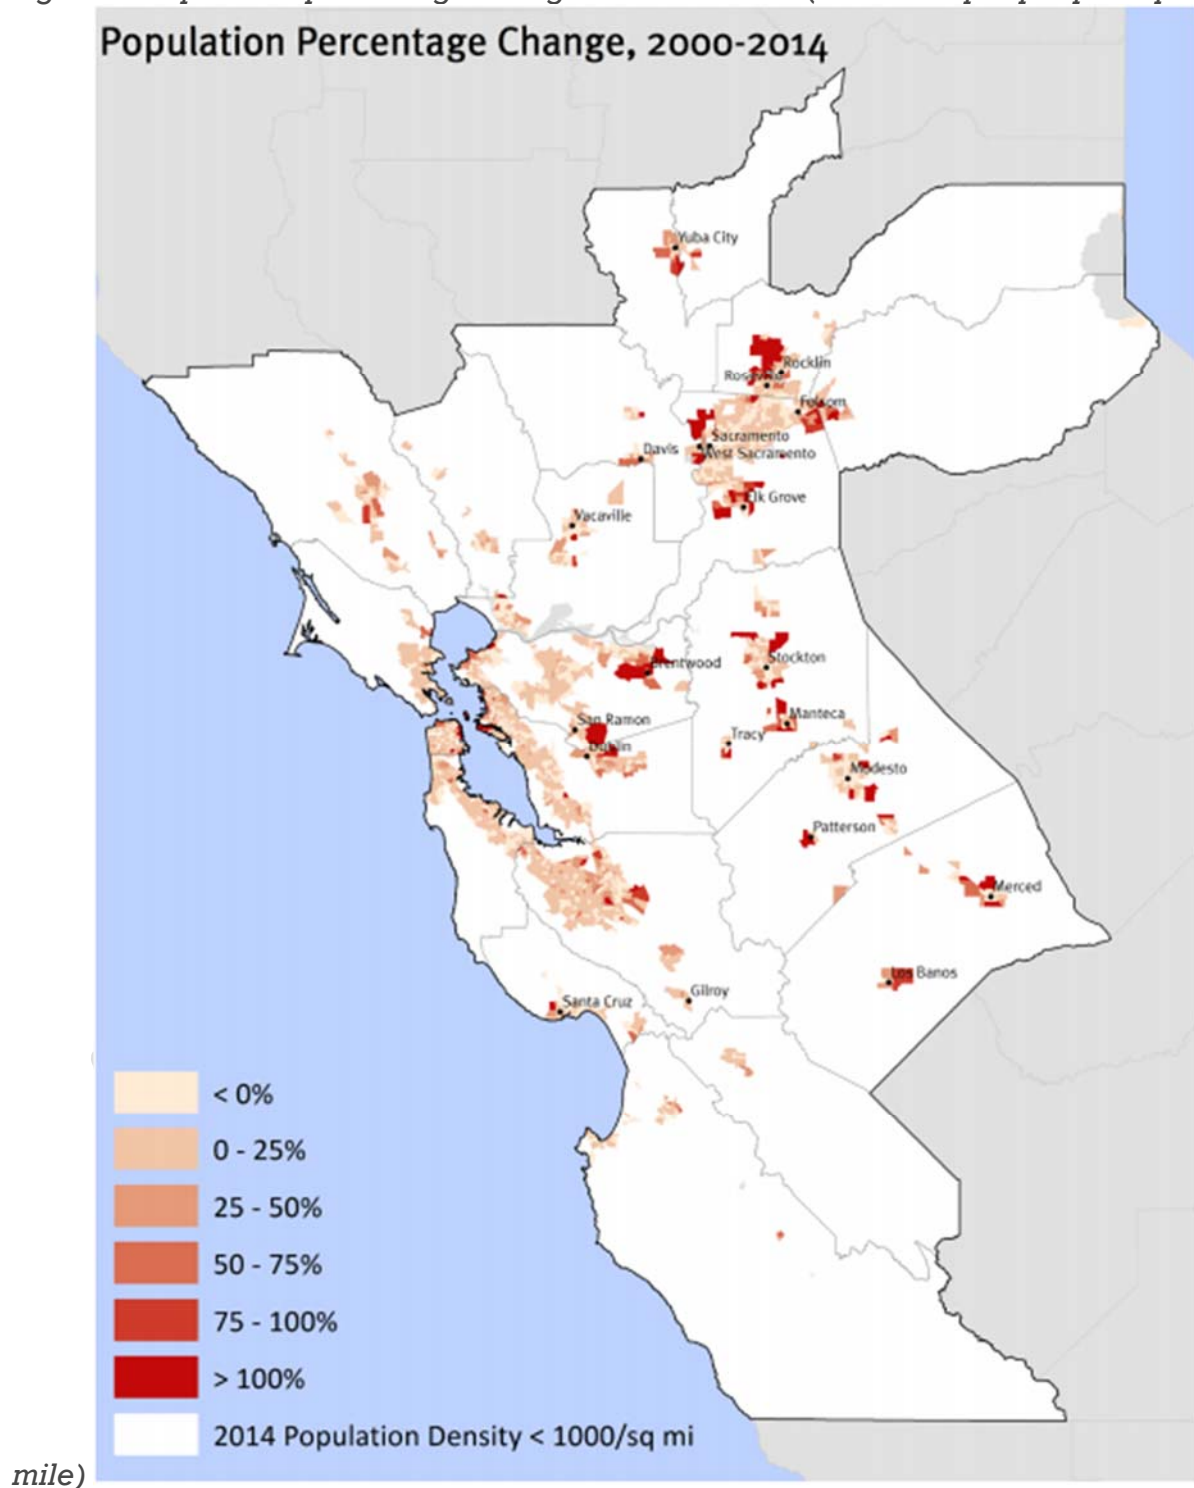 Population Percentage Change, 2000-2014
Yuba City
Rocklin
Roseville
Folsom
Sacramento
Davis
West Sacramento
Elk Grove
Vacaville
Brentwood
Stockton
San Ramon
Manteca
Tracy
Dublin
Modesto
Patterson
Merced
Los Banos
Gilroy
Santa Cruz
< 0%
0 - 25%
25 - 50%
50 - 75%
75 - 100%
> 100%
2014 Population Density < 1000/sq mi
mile)